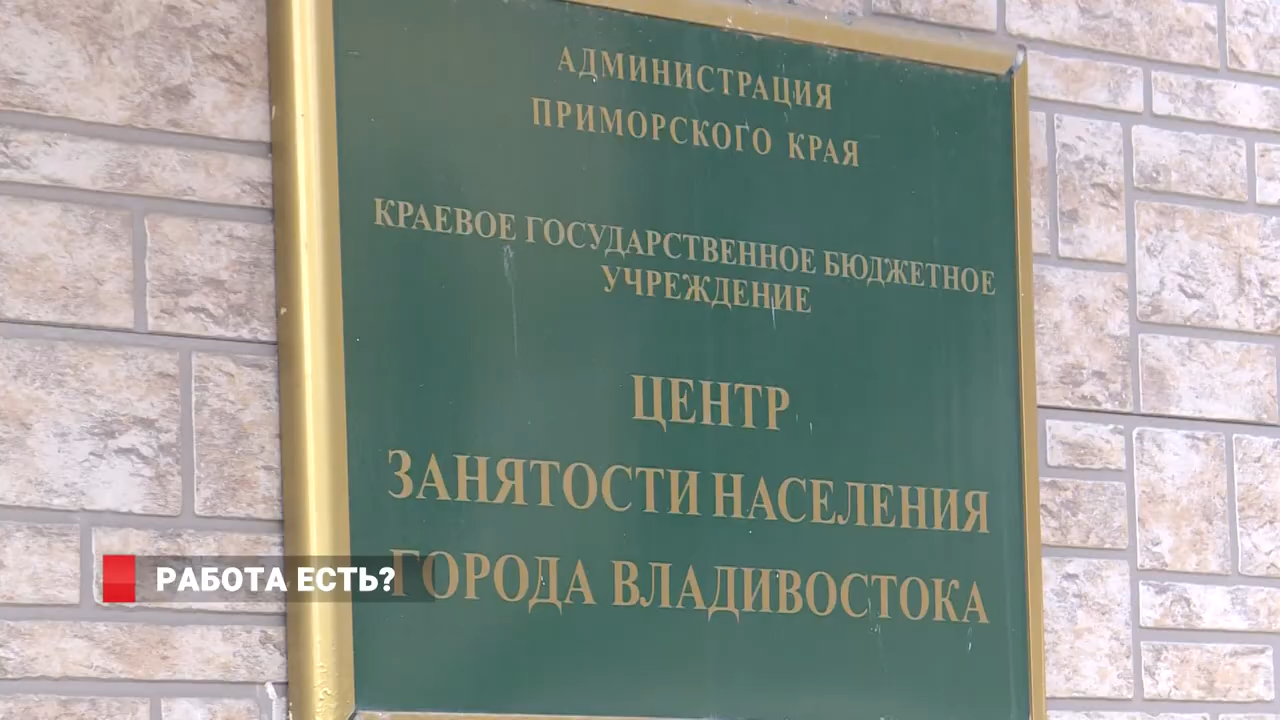 АДМИНИСТРАЦИЯ
ПРИМОРСКОГО КРАЯ
КРАЕВОЕ ГОСУДАРСТВЕННОЕ БЮДЖЕТНОЕ
УЧРЕЖДЕНИЕ
ЦЕНТР
ЗАНЯТОСТИ НАСЕЛЕНИЯ
ГОРОДА ВЛАДИВОСТОКА
РАБОТА ЕСТЬ?